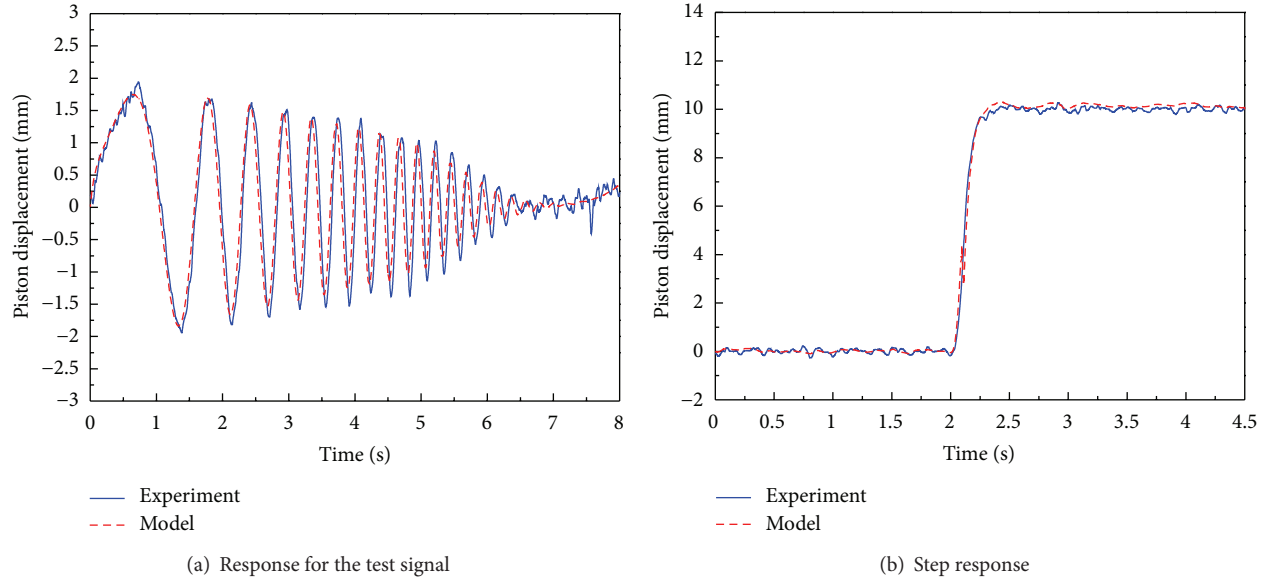 3
2.5
2
1.5
1
0.5
0
−0.5
−1
−1.5
−2
−2.5
−3
Piston displacement (mm)
0 1 2 3 4 5 6 7 8
Time (s)
Experiment
Model
(a) Response for the test signal
14
12
10
8
6
4
2
0
−2
Piston displacement (mm)
0 0.5 1 1.5 2 2.5 3 3.5 4 4.5
Time (s)
Experiment
Model
(b) Step response